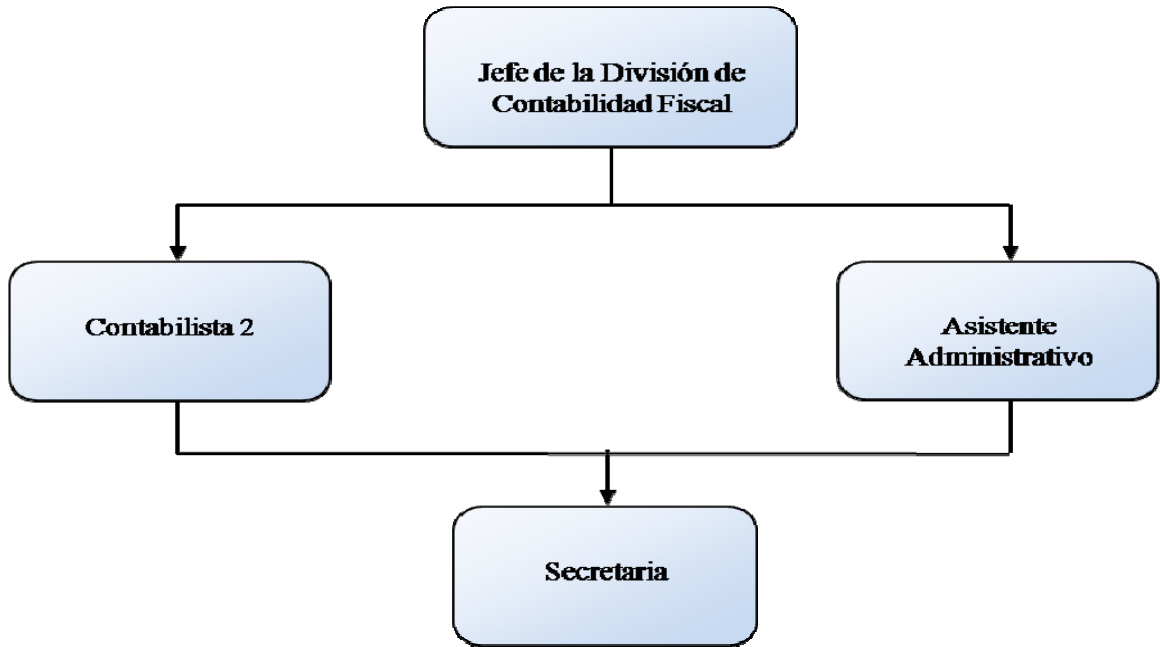 Jefe de la División de
Contabilidad Fiscal
Contabilista 2
Asistente
Administrativo
Secretaria